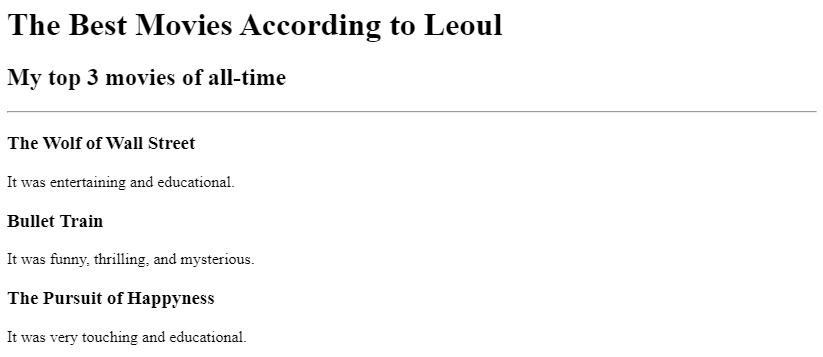 The Best Movies According to Leoul
My top 3 movies of all-time
The Wolf of Wall Street
It was entertaining and educational.
Bullet Train
It was funny, thrilling, and mysterious.
The Pursuit of Happyness
It was very touching and educational.